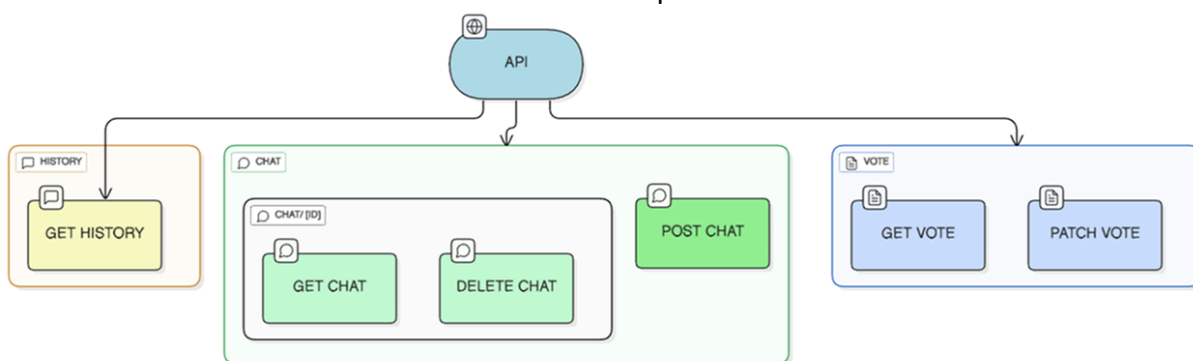 API
HISTORY
GET HISTORY
CHAT
CHAT/ [ID]
GET CHAT
DELETE CHAT
POST CHAT
VOTE
GET VOTE
PATCH VOTE